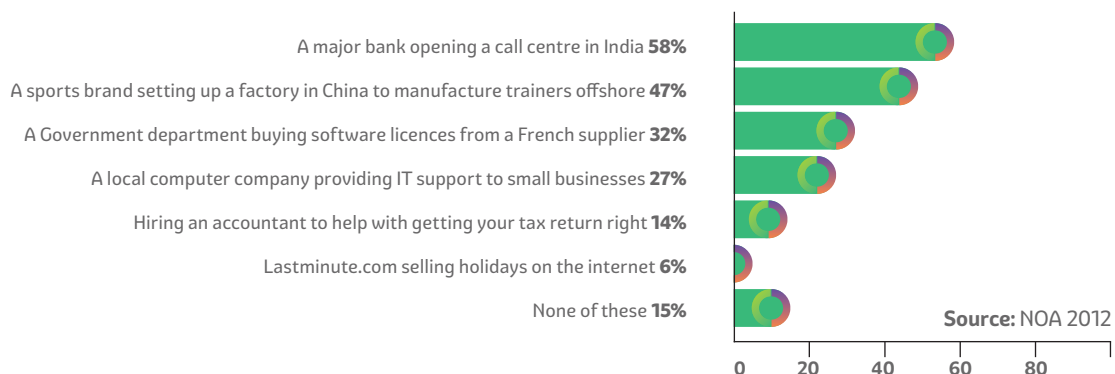 A major bank opening a call centre in India 58%
A sports brand setting up a factory in China to manufacture trainers offshore 47%
A Government department buying software licences from a French supplier 32%
A local computer company providing IT support to small businesses 27%
Hiring an accountant to help with getting your tax return right 14%
Lastminute.com selling holidays on the internet 6%
None of these 15%
Source: NOA 2012
0 20 40 60 80